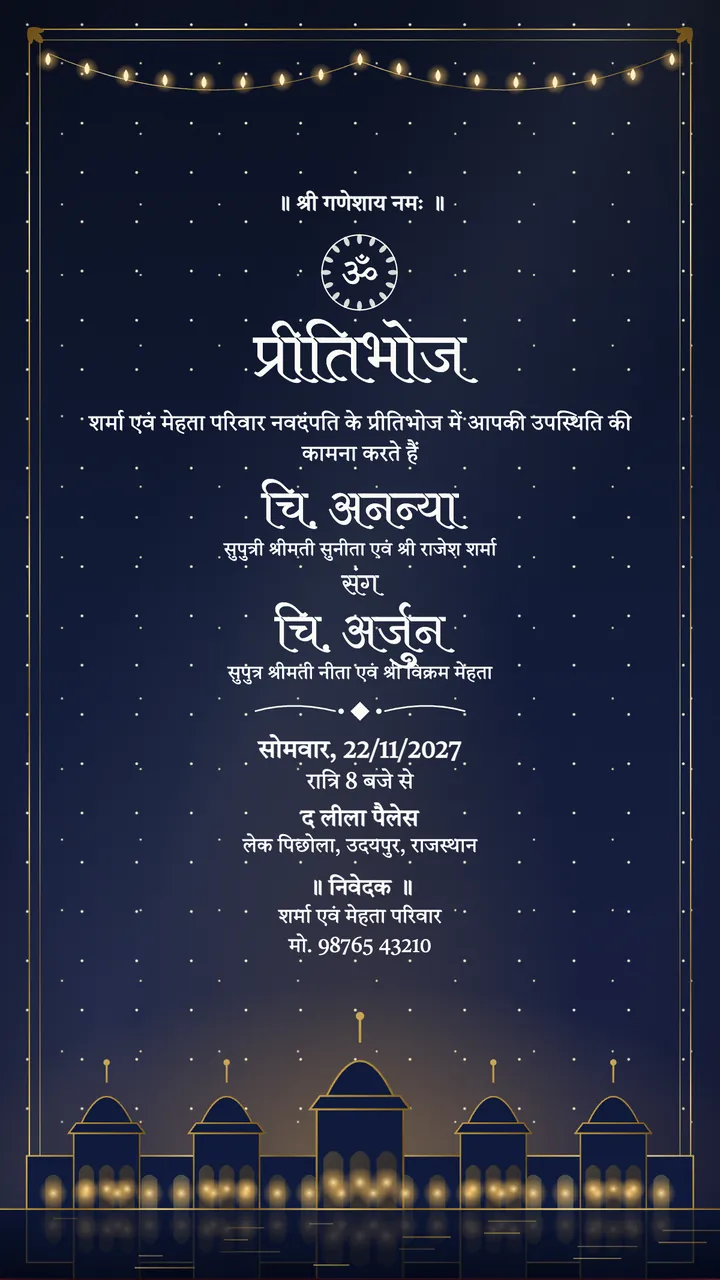 ॥ श्री गणेशाय नमः ॥
ॐ
प्रीतिभोज
शर्मा एवं मेहता परिवार नवदंपति के प्रीतिभोज में आपकी उपस्थिति की
कामना करते हैं
चि. अनन्या
सुपुत्री श्रीमती सुनीता एवं श्री राजेश शर्मा
संग
चि. अर्जुन
सुपुत्र श्रीमती नीता एवं श्री विक्रम मेहता
सोमवार, 22/11/2027
रात्रि 8 बजे से
द लीला पैलेस
लेक पिछोला, उदयपुर, राजस्थान
॥ निवेदक ॥
शर्मा एवं मेहता परिवार
मो. 98765 43210